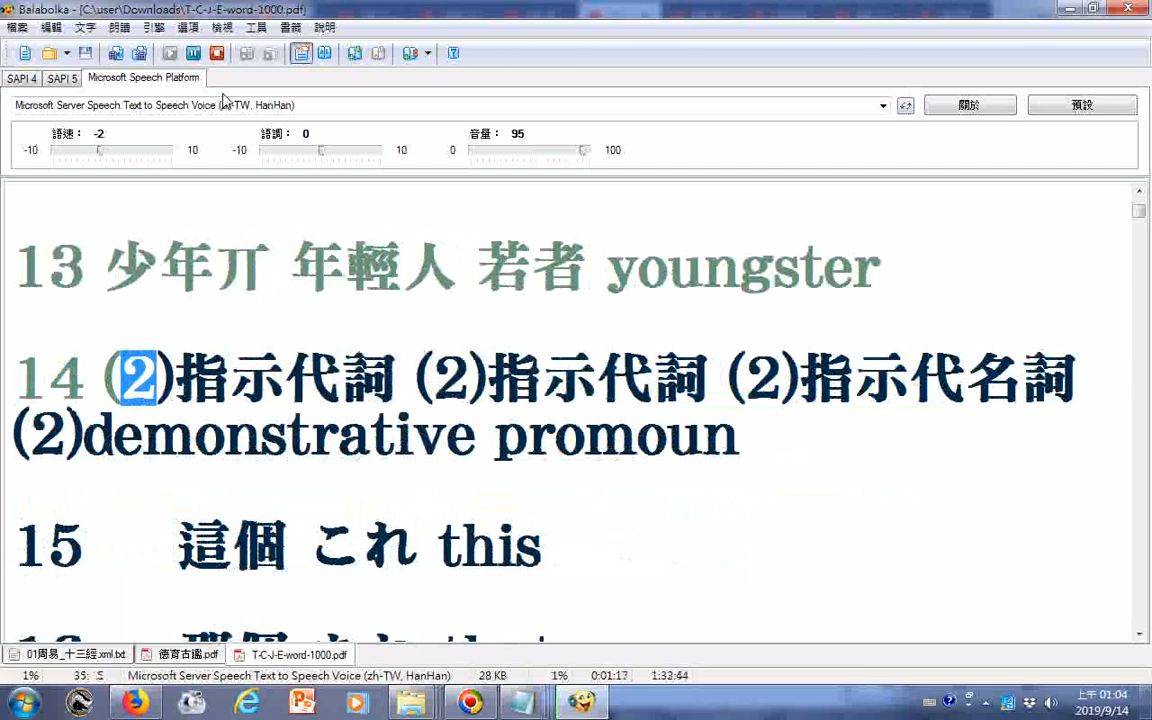 Balabolka - [C:\user\Downloads\T-C-J-E-word-1000.pdf]
檔案 編輯 文字 朗讀 引擎 選項 檢視 工具 書籤 說明
SAPI 4 SAPI 5 Microsoft Speech Platform
Microsoft Server Speech Text to Speech Voice (zh-TW, HanHan)
關於 預設
語速： -2 語調： 0 音量： 95
-10 10 -10 10 0 100
13 少年丌 年輕人 若者 youngster
14 (2)指示代詞 (2)指示代詞 (2)指示代名詞
(2)demonstrative promoun
15 這個 これ this
01周易_十三經.xml.txt 德育古鑑.pdf T-C-J-E-word-1000.pdf
1% 35: Microsoft Server Speech Text to Speech Voice (zh-TW, HanHan) 28 KB 1% 0:01:17 1:33:44
上午 01:04
2019/9/14